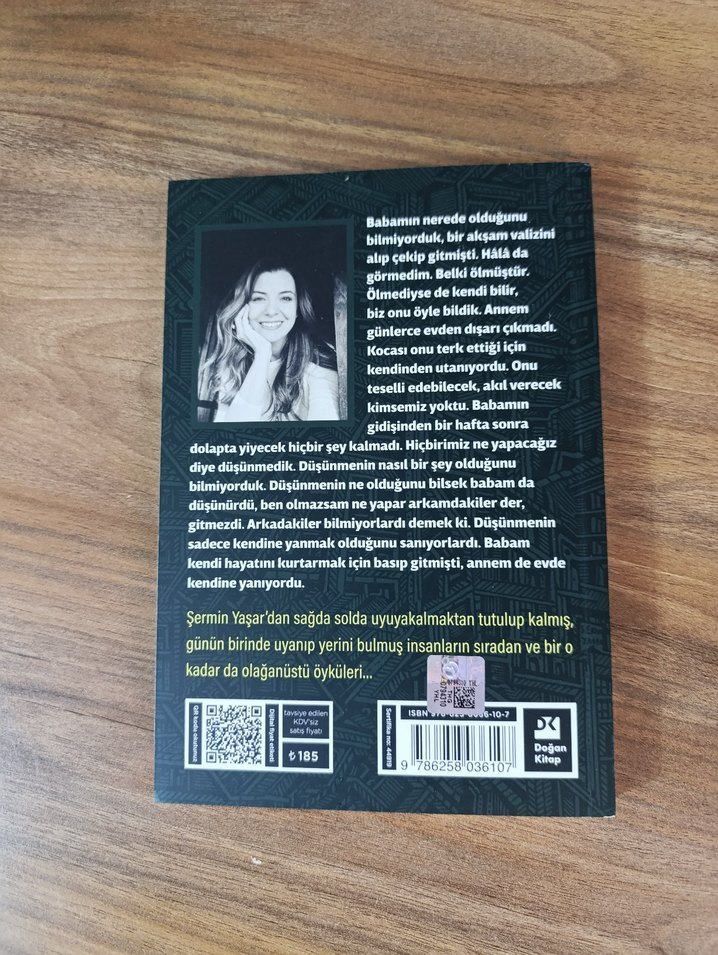 Babamın nerede olduğunu
bilmiyorduk, bir akşam valizini
alıp çekip gitmişti. Hâlâ da
görmedim. Belki ölmüştür.
Ölmediyse de kendi bilir,
biz onu öyle bildik. Annem
günlerce evden dışarı çıkmadı.
Kocası onu terk ettiği için
kendinden utanıyordu. Onu
teselli edebilecek, akıl verecek
kimsemiz yoktu. Babamın
gidişinden bir hafta sonra
dolapta yiyecek hiçbir şey kalmadı. Hiçbirimiz ne yapacağız
diye düşünmedik. Düşünmenin nasıl bir şey olduğunu
bilmiyorduk. Düşünmenin ne olduğunu bilsek babam da
düşünürdü, ben olmazsam ne yapar arkamdakiler der,
gitmezdi. Arkadakiler bilmiyorlardı demek ki. Düşünmenin
sadece kendine yanmak olduğunu sanıyorlardı. Babam
kendi hayatını kurtarmak için basıp gitmişti, annem de evde
kendine yanıyordu.
Şermin Yaşar'dan sağda solda uyuyakalmaktan tutulup kalmış,
günün birinde uyanıp yerini bulmuş insanların sıradan ve bir o
kadar da olağanüstü öyküleri...
QR kodu okutunuz
Dijital fiyat etiketi
tavsiye edilen
KDV'siz
satış fiyatı
₺185
Sertifika no: 44919
ISBN
10-7
9 786258 036107
DK
Doğan
Kitap